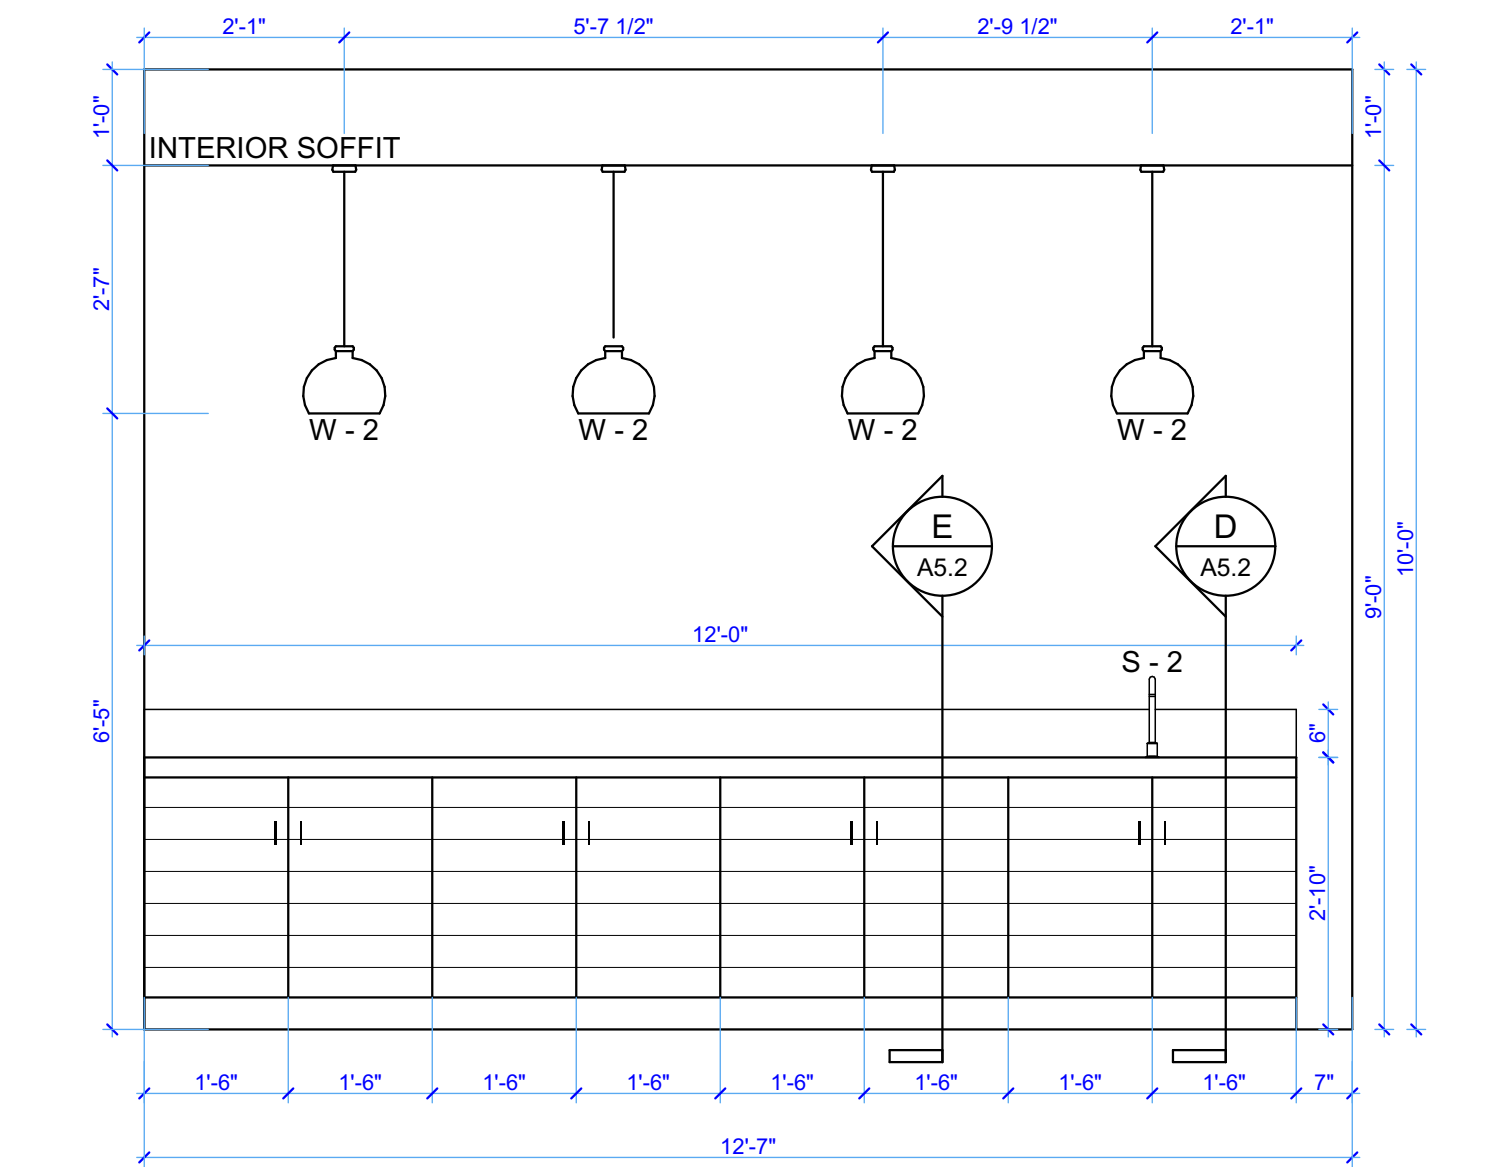 2'-1" 5'-7 1/2" 2'-9 1/2" 2'-1"
1'-0"
1'-0"
INTERIOR SOFFIT
2'-7"
W - 2 W - 2 W - 2 W - 2
E D
A5.2 A5.2
10'-0"
9'-0"
12'-0"
S - 2
6'-5"
6"
2'-10"
1'-6" 1'-6" 1'-6" 1'-6" 1'-6" 1'-6" 1'-6" 1'-6" 7"
12'-7"